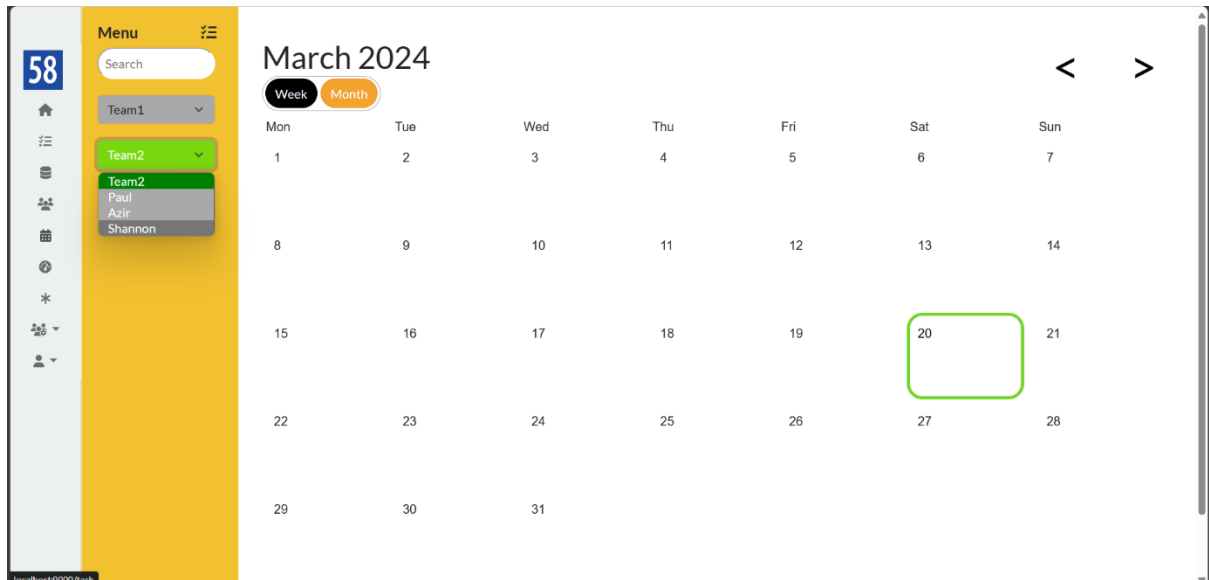 58
Menu
Search
Team1
Team2
Team2
Paul
Azir
Shannon
March 2024
< >
Week Month
Mon Tue Wed Thu Fri Sat Sun
1 2 3 4 5 6 7
8 9 10 11 12 13 14
15 16 17 18 19 20 21
22 23 24 25 26 27 28
29 30 31